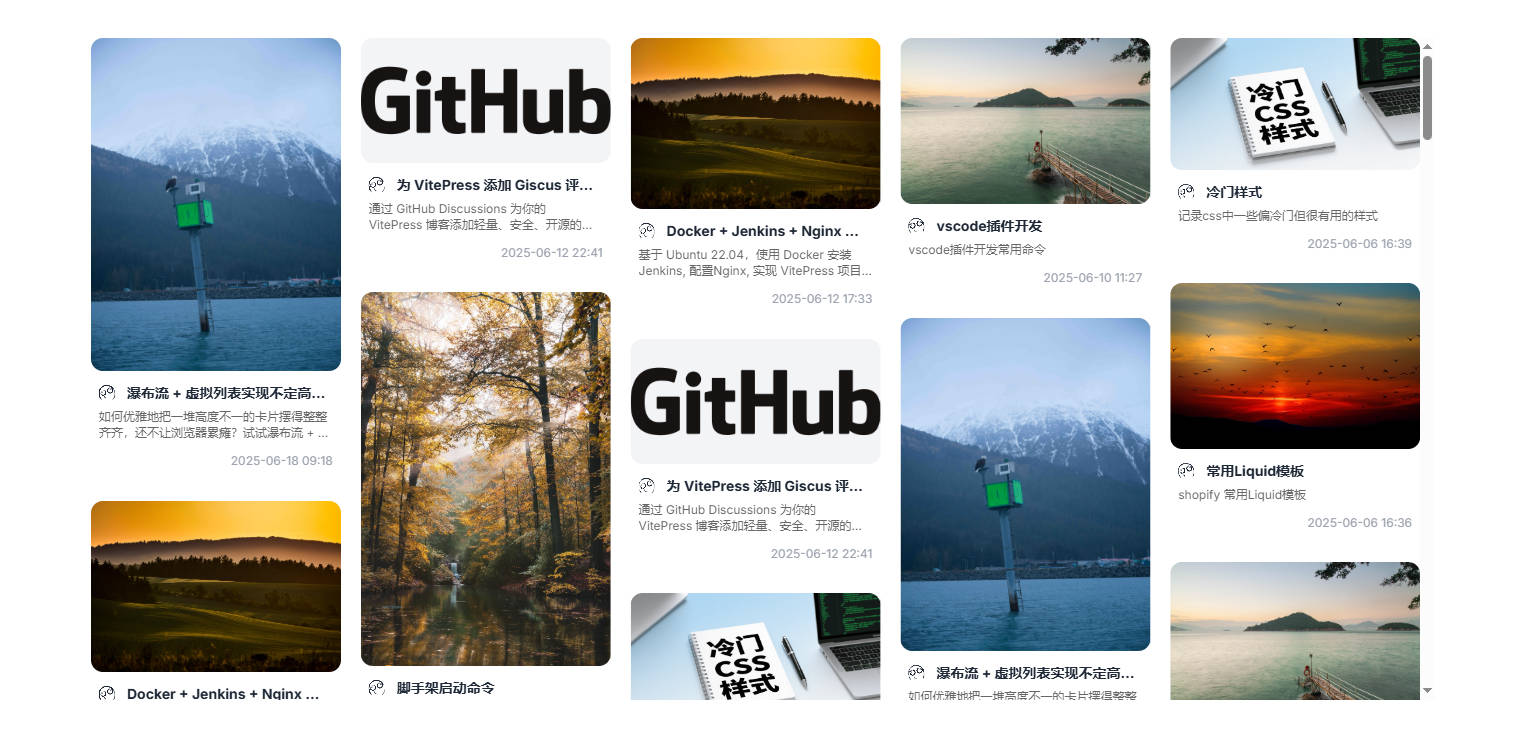 瀑布流 + 虚拟列表实现不定高...
如何优雅地把一堆高度不一的卡片摆得整整
齐齐，还不让浏览器累瘫？试试瀑布流 + ...
2025-06-18 09:18
Docker + Jenkins + Nginx ...
GitHub
为 VitePress 添加 Giscus 评...
通过 GitHub Discussions 为你的
VitePress 博客添加轻量、安全、开源的...
2025-06-12 22:41
脚手架启动命令
Docker + Jenkins + Nginx ...
基于 Ubuntu 22.04，使用 Docker 安装
Jenkins, 配置Nginx, 实现 VitePress 项目...
2025-06-12 17:33
GitHub
为 VitePress 添加 Giscus 评...
通过 GitHub Discussions 为你的
VitePress 博客添加轻量、安全、开源的...
2025-06-12 22:41
冷门
CSS
样式
vscode插件开发
vscode插件开发常用命令
2025-06-10 11:27
瀑布流 + 虚拟列表实现不定高...
如何优雅地把一堆高度不一的卡片摆得整整
冷门
CSS
样式
冷门样式
记录css中一些偏冷门但很有用的样式
2025-06-06 16:39
常用Liquid模板
shopify 常用Liquid模板
2025-06-06 16:36